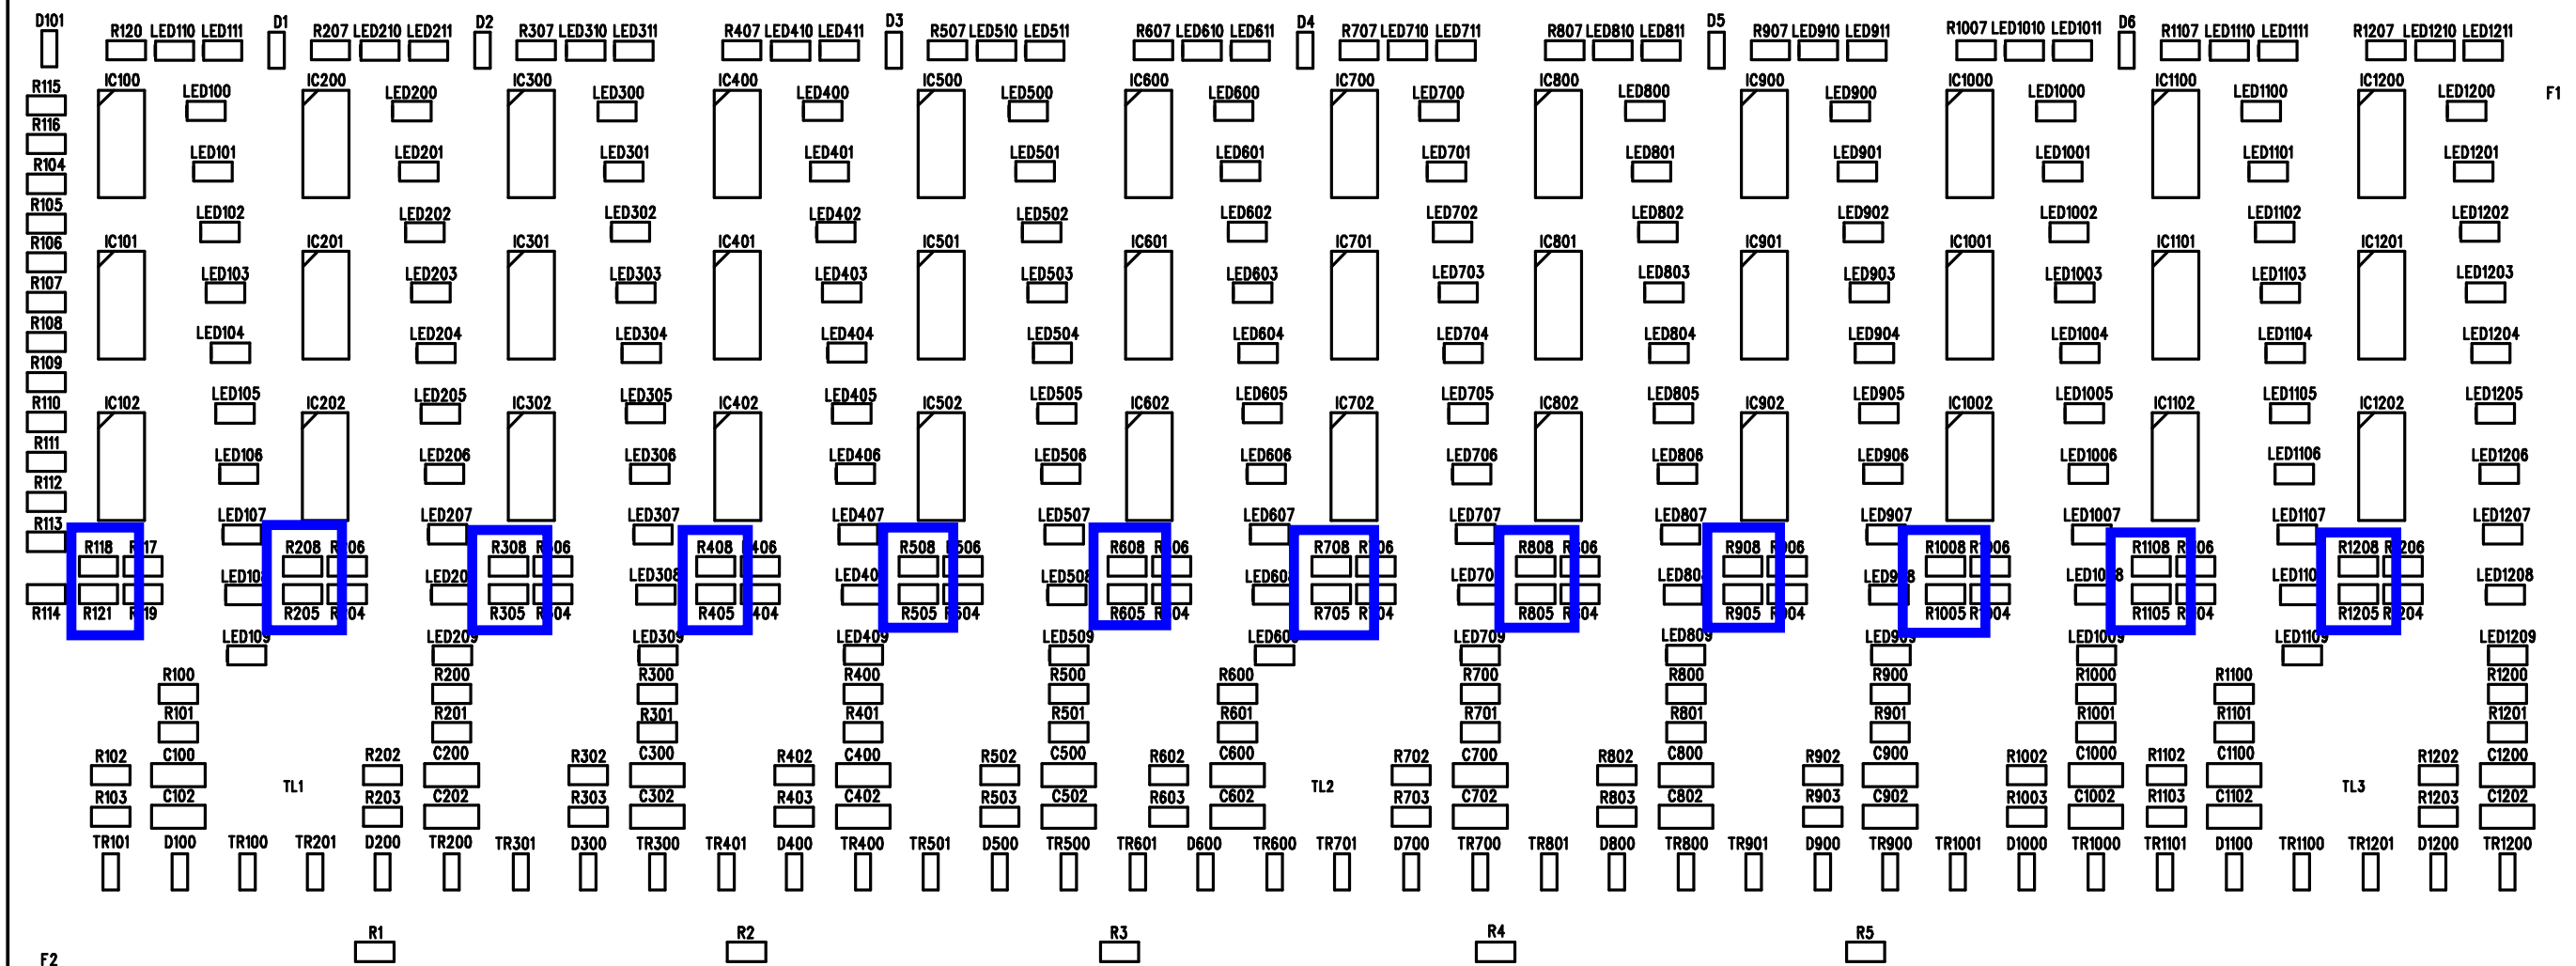 D101 D1 D2 D3 D4 D5 D6
R120 LED110 LED111 R207 LED210 LED211 R307 LED310 LED311 R407 LED410 LED411 R507 LED510 LED511 R607 LED610 LED611 R707 LED710 LED711 R807 LED810 LED811 R907 LED910 LED911 R1007 LED1010 LED1011 R1107 LED1110 LED1111 R1207 LED1210 LED1211
R115 IC100 IC200 IC300 IC400 IC500 IC600 IC700 IC800 IC900 IC1000 IC1100 IC1200
LED100 LED200 LED300 LED400 LED500 LED600 LED700 LED800 LED900 LED1000 LED1100 LED1200 F1
R116
LED101 LED201 LED301 LED401 LED501 LED601 LED701 LED801 LED901 LED1001 LED1101 LED1201
R104
R105
LED102 LED202 LED302 LED402 LED502 LED602 LED702 LED802 LED902 LED1002 LED1102 LED1202
R106 IC101 IC201 IC301 IC401 IC501 IC601 IC701 IC801 IC901 IC1001 IC1101 IC1201
LED103 LED203 LED303 LED403 LED503 LED603 LED703 LED803 LED903 LED1003 LED1103 LED1203
R107
R108
LED104 LED204 LED304 LED404 LED504 LED604 LED704 LED804 LED904 LED1004 LED1104 LED1204
R109
LED105 LED205 LED305 LED405 LED505 LED605 LED705 LED805 LED905 LED1005 LED1105 LED1205
R110 IC102 IC202 IC302 IC402 IC502 IC602 IC702 IC802 IC902 IC1002 IC1102 IC1202
R111
LED106 LED206 LED306 LED406 LED506 LED606 LED706 LED806 LED906 LED1006 LED1106 LED1206
R112
LED107 LED207 LED307 LED407 LED507 LED607 LED707 LED807 LED907 LED1007 LED1107 LED1207
R113
R118 R208 R308 R408 R508 R608 R708 R808 R908 R1008 R1108 R1208
LED308 LED508 LED1208
R114 R121 R205 R305 R405 R505 R605 R705 R805 R905 R1005 R1105 R1205
LED109 LED209 LED309 LED409 LED509 LED709 LED809 LED909 LED1009 LED1109 LED1209
R100 R200 R300 R400 R500 R600 R700 R800 R900 R1000 R1100 R1200
R101 R201 R301 R401 R501 R601 R701 R801 R901 R1001 R1101 R1201
R102 C100 R202 C200 R302 C300 R402 C400 R502 C500 R602 C600 R702 C700 R802 C800 R902 C900 R1002 C1000 R1102 C1100 R1202 C1200
TL1 TL2 TL3
R103 C102 R203 C202 R303 C302 R403 C402 R503 C502 R603 C602 R703 C702 R803 C802 R903 C902 R1003 C1002 R1103 C1102 R1203 C1202
TR101 D100 TR100 TR201 D200 TR200 TR301 D300 TR300 TR401 D400 TR400 TR501 D500 TR500 TR601 D600 TR600 TR701 D700 TR700 TR801 D800 TR800 TR901 D900 TR900 TR1001 D1000 TR1000 TR1101 D1100 TR1100 TR1201 D1200 TR1200
R1 R2 R3 R4 R5
F2